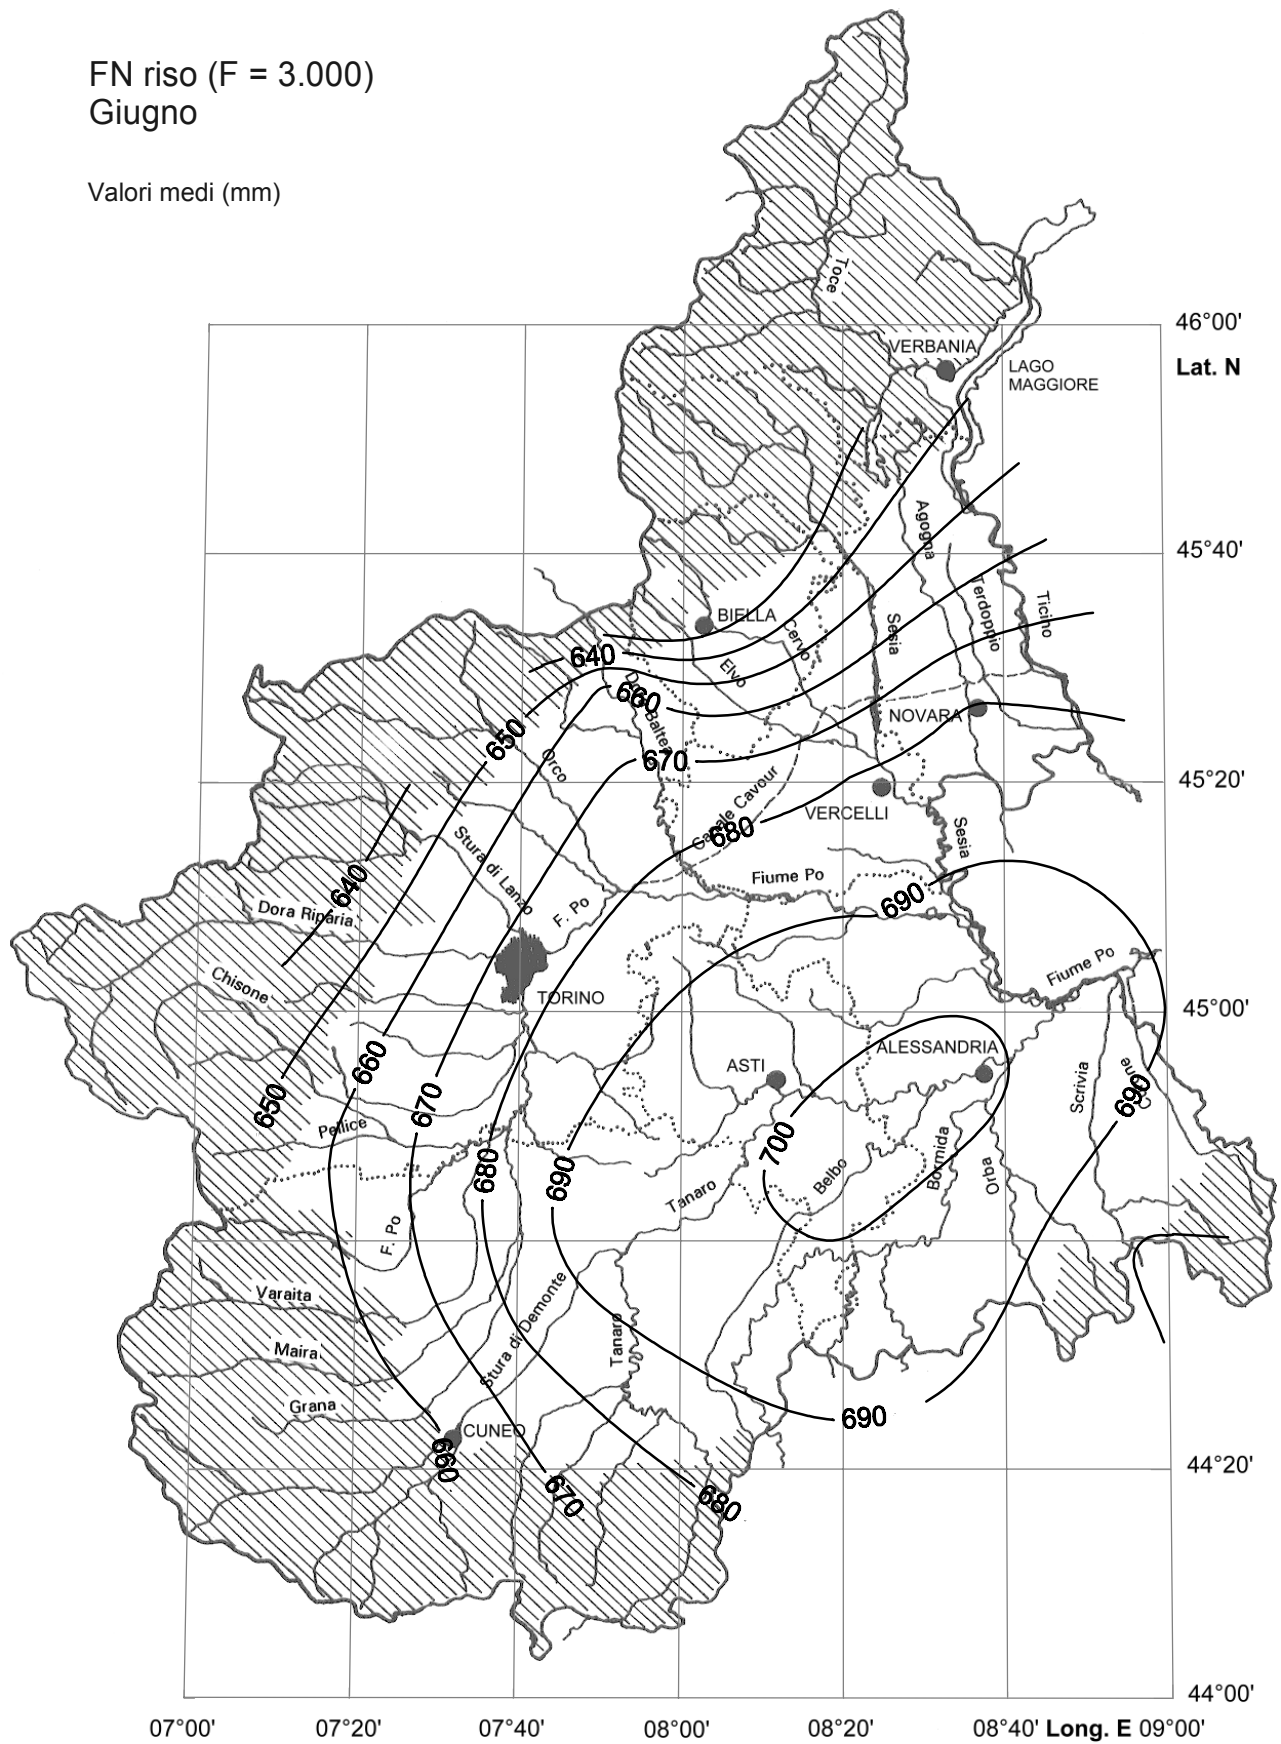 FN riso (F = 3.000)
Giugno
Valori medi (mm)
Toce
46°00'
VERBANIA
Lat. N
LAGO
MAGGIORE
Agogna
45°40'
Terdoppio
Ticino
BIELLA
Sesia
Cervo
640
Elvo
660
NOVARA
650
670
Orco
45°20'
Canale Cavour
VERCELLI
680
Stura di Lanzo
Sesia
640
Fiume Po
690
Dora Riparia
F. Po
Fiume Po
Chisone
TORINO
45°00'
ALESSANDRIA
660
ASTI
Scrivia
650
670
690
Pellice
700
680
690
Belbo
Bormida
Orba
Tanaro
F. Po
Varaita
Stura di Demonte
Tanaro
Maira
Grana
690
CUNEO
660
44°20'
670
680
44°00'
07°00'
07°20'
07°40'
08°00'
08°20'
08°40'
Long. E
09°00'